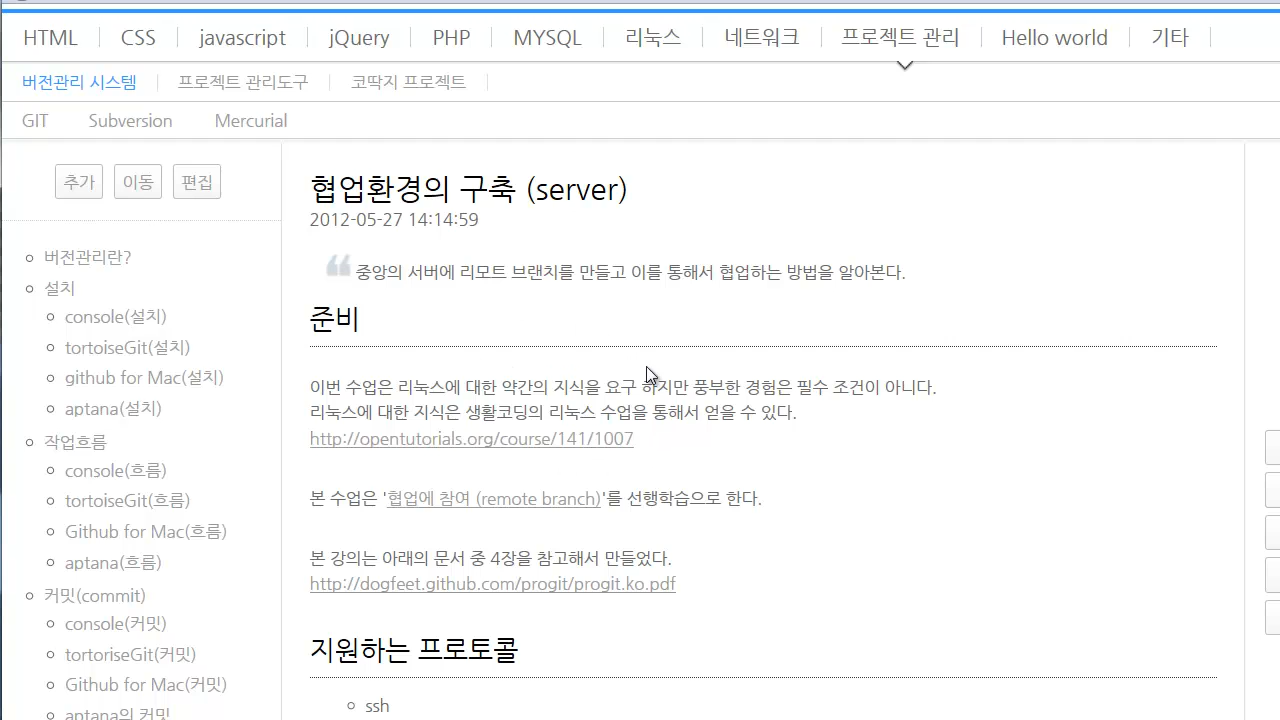 HTML CSS javascript jQuery PHP MYSQL 리눅스 네트워크 프로젝트 관리 Hello world 기타
버전관리 시스템 프로젝트 관리도구 코딱지 프로젝트
GIT Subversion Mercurial
추가 이동 편집
버전관리란?
설치
console(설치)
tortoiseGit(설치)
github for Mac(설치)
aptana(설치)
작업흐름
console(흐름)
tortoiseGit(흐름)
Github for Mac(흐름)
aptana(흐름)
커밋(commit)
console(커밋)
tortoriseGit(커밋)
Github for Mac(커밋)
aptana의 커밋
협업환경의 구축 (server)
2012-05-27 14:14:59
❝ 중앙의 서버에 리모트 브랜치를 만들고 이를 통해서 협업하는 방법을 알아본다.
준비
이번 수업은 리눅스에 대한 약간의 지식을 요구 하지만 풍부한 경험은 필수 조건이 아니다.
리눅스에 대한 지식은 생활코딩의 리눅스 수업을 통해서 얻을 수 있다.
http://opentutorials.org/course/141/1007
본 수업은 '협업에 참여 (remote branch)'를 선행학습으로 한다.
본 강의는 아래의 문서 중 4장을 참고해서 만들었다.
http://dogfeet.github.com/progit/progit.ko.pdf
지원하는 프로토콜
ssh